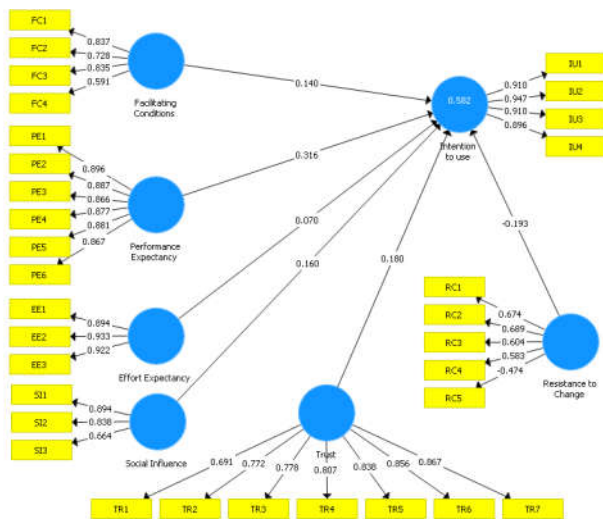 FC1
0.837
FC2
0.728
FC3
0.835
FC4
0.591
Facilitating
Conditions
0.140
0.582
Intention
to use
IU1
0.910
IU2
0.947
IU3
0.910
IU4
0.896
PE1
0.896
PE2
0.887
PE3
0.866
PE4
0.877
PE5
0.881
PE6
0.867
Performance
Expectancy
0.316
0.070
0.160
0.180
-0.193
EE1
0.894
EE2
0.933
EE3
0.922
Effort Expectancy
SI1
0.894
SI2
0.838
SI3
0.664
Social Influence
RC1
0.674
RC2
0.689
RC3
0.604
RC4
0.583
RC5
-0.474
Resistance to
Change
Trust
0.691
0.772
0.778
0.807
0.838
0.856
0.867
TR1
TR2
TR3
TR4
TR5
TR6
TR7